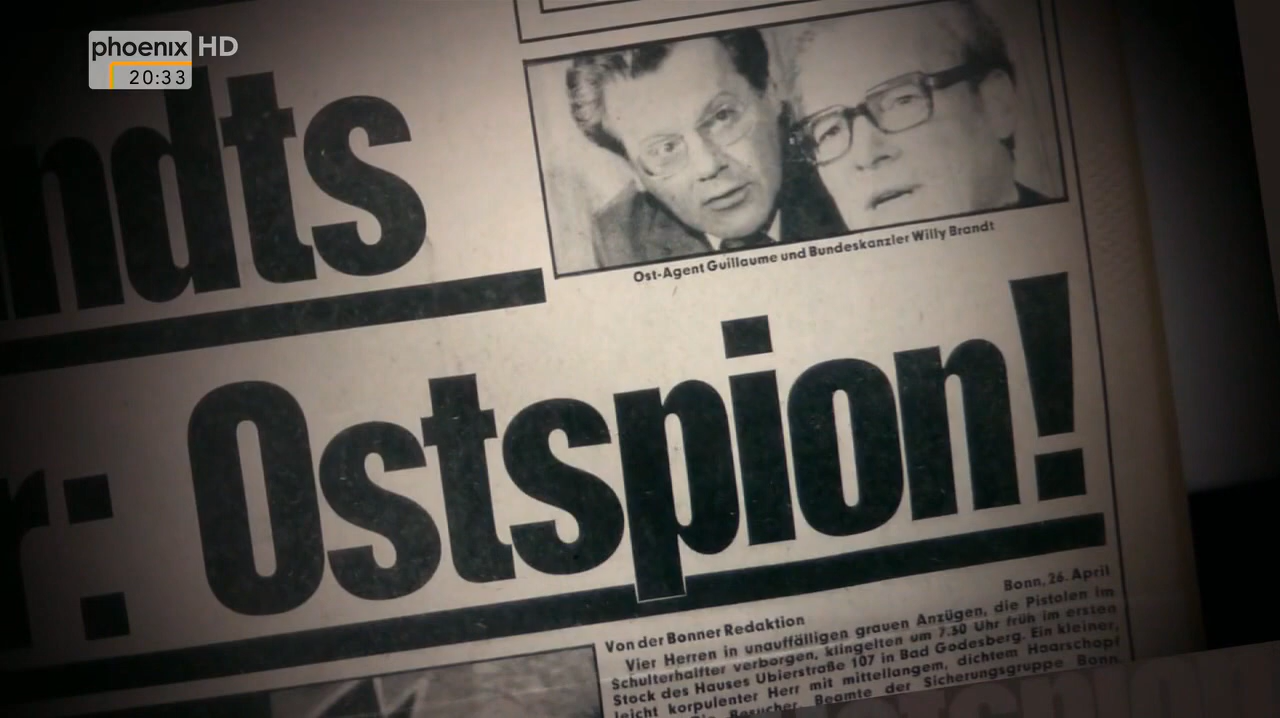 phoenix HD
20:33
ndts
Ost-Agent Guillaume und Bundeskanzler Willy Brandt
r: Ostspion!
Bonn, 26. April
Von der Bonner Redaktion
Vier Herren in unauffälligen grauen Anzügen, die Pistolen im
Schulterhalfter verborgen, klingelten um 7.30 Uhr früh im ersten
Stock des Hauses Ubierstraße 107 in Bad Godesberg. Ein kleiner,
leicht korpulenter Herr mit mittellangem, dichtem Haarschopf
Besucher, Beamte der Sicherungsgruppe Bonn